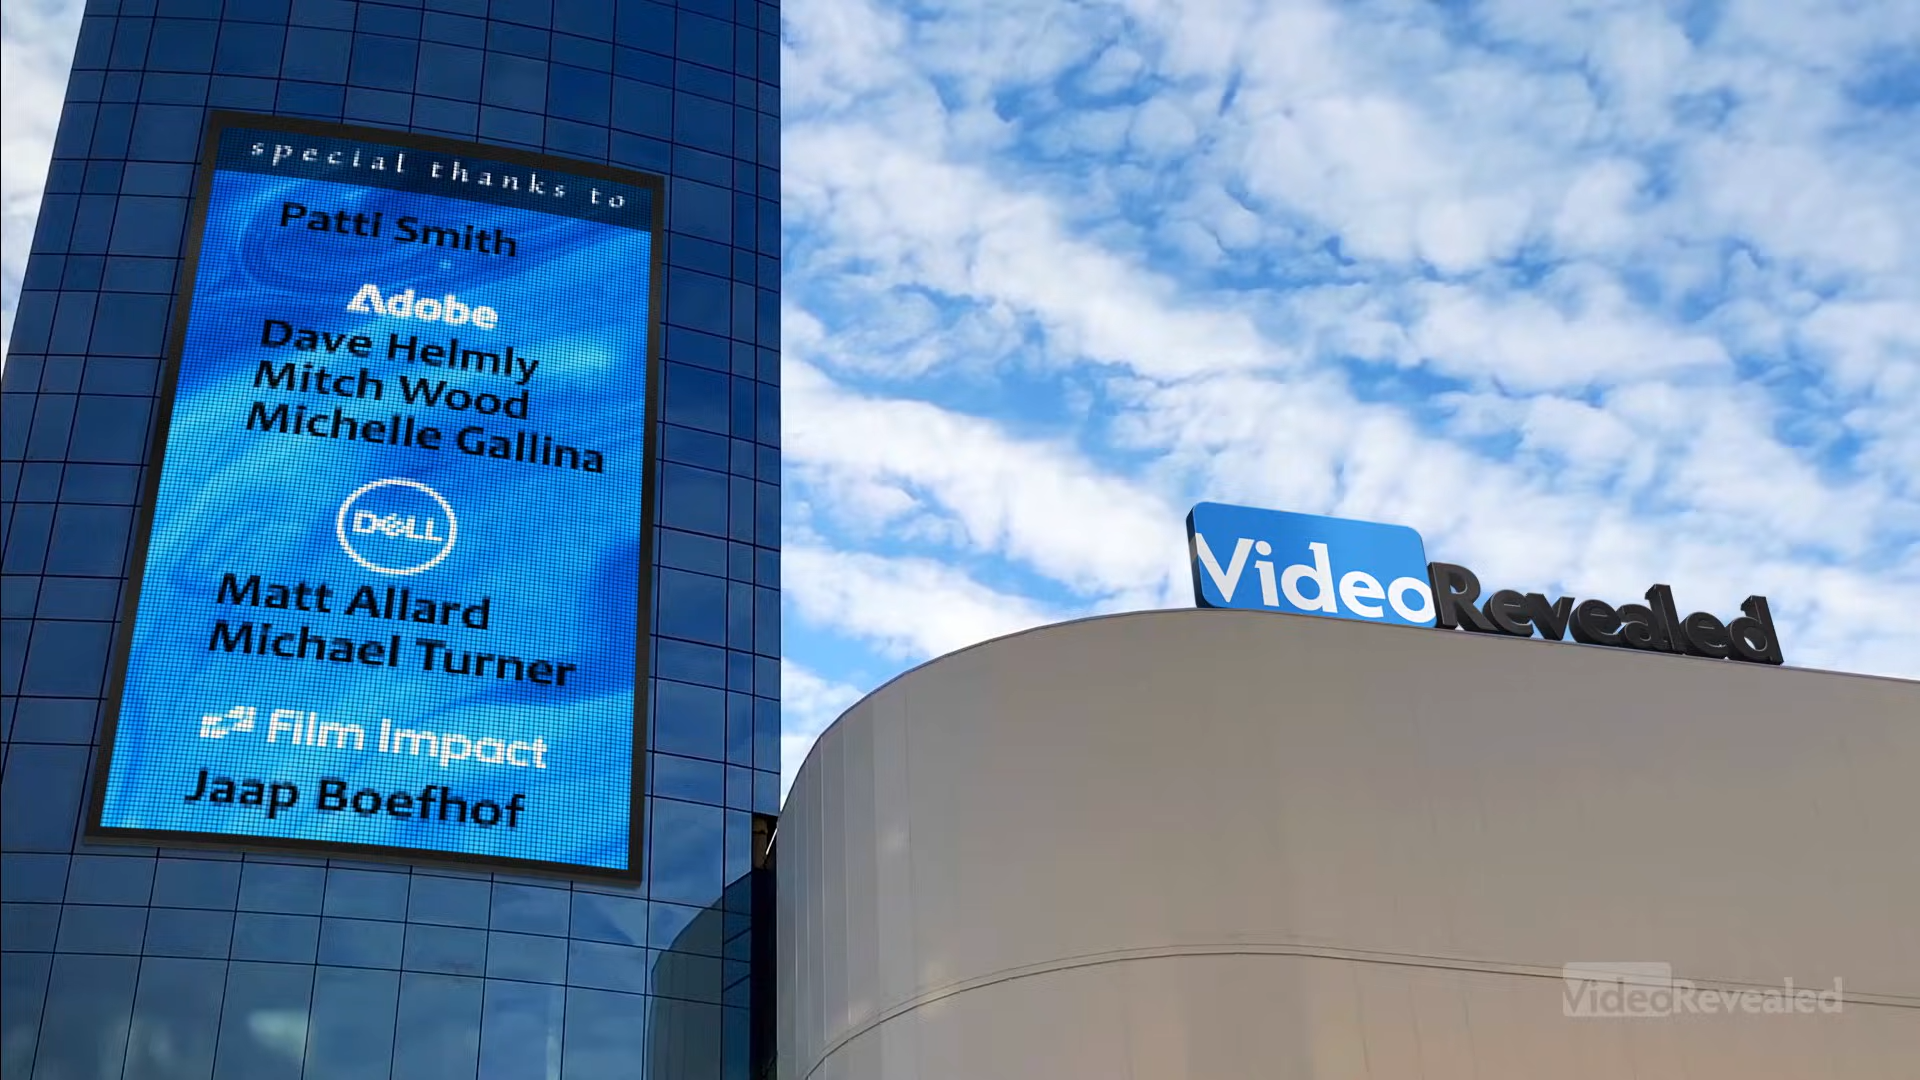 special thanks to
Patti Smith
Adobe
Dave Helmly
Mitch Wood
Michelle Gallina
DELL
Matt Allard
Michael Turner
Film Impact
Jaap Boefhof
VideoRevealed
VideoRevealed